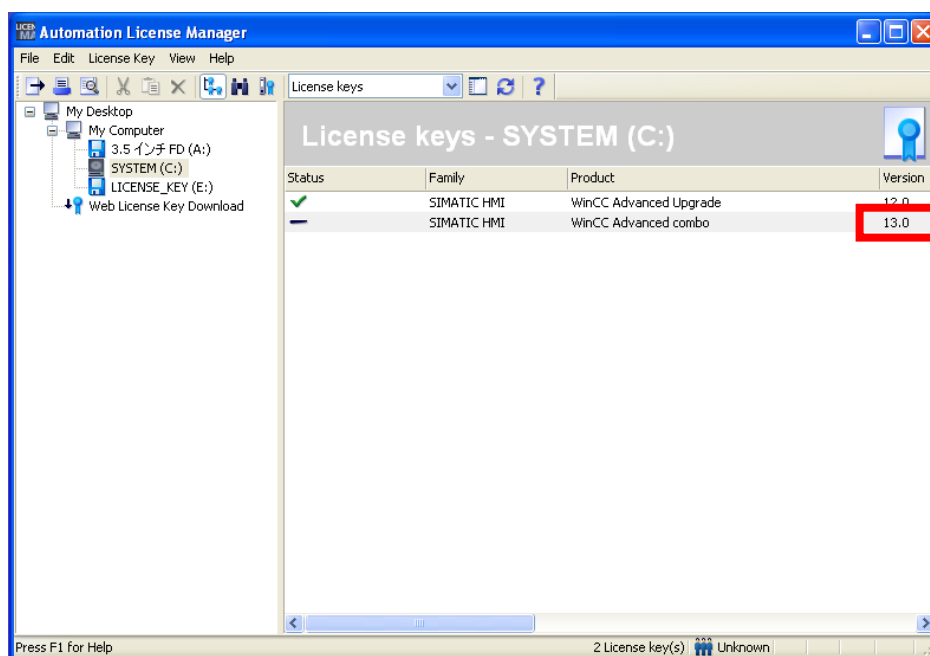 Automation License Manager
File Edit License Key View Help
License keys
My Desktop
My Computer
3.5 インチ FD (A:)
SYSTEM (C:)
LICENSE_KEY (E:)
Web License Key Download
License keys - SYSTEM (C:)
Status Family Product Version
SIMATIC HMI WinCC Advanced Upgrade 12.0
SIMATIC HMI WinCC Advanced combo 13.0
Press F1 for Help 2 License key(s) Unknown